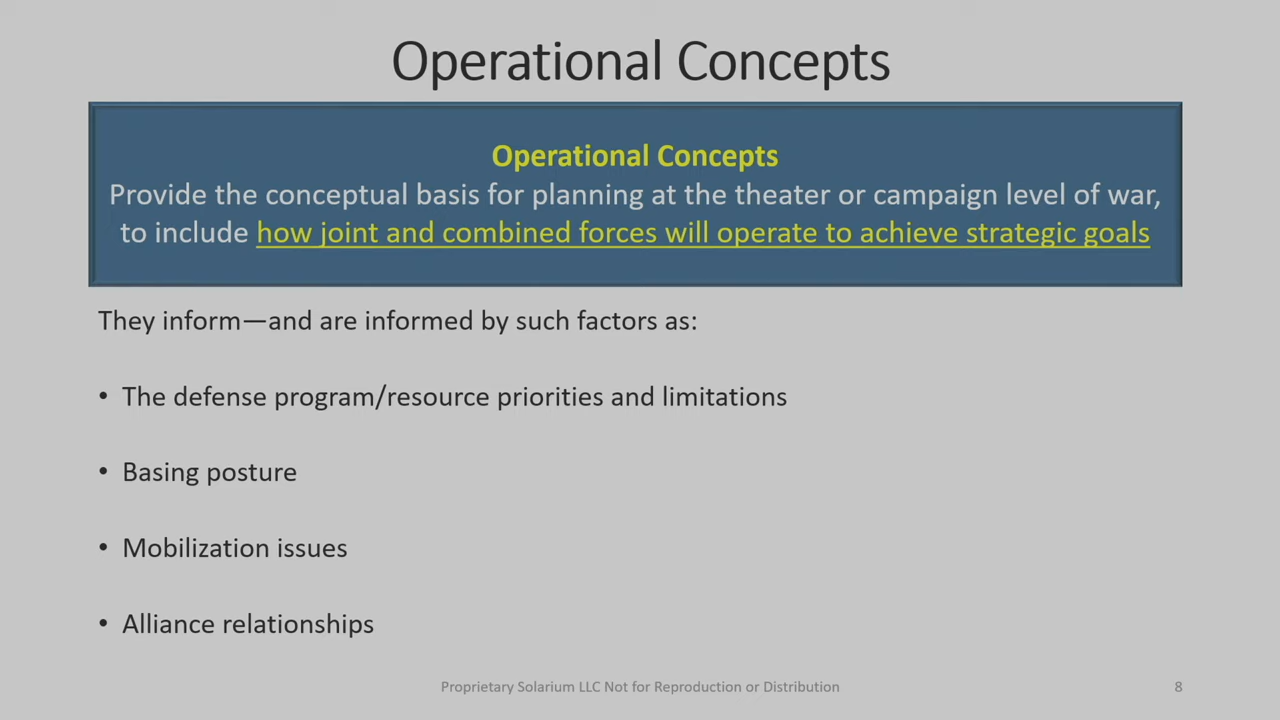 Operational Concepts
Operational Concepts
Provide the conceptual basis for planning at the theater or campaign level of war,
to include how joint and combined forces will operate to achieve strategic goals
They inform—and are informed by such factors as:
• The defense program/resource priorities and limitations
• Basing posture
• Mobilization issues
• Alliance relationships
Proprietary Solarium LLC Not for Reproduction or Distribution
8